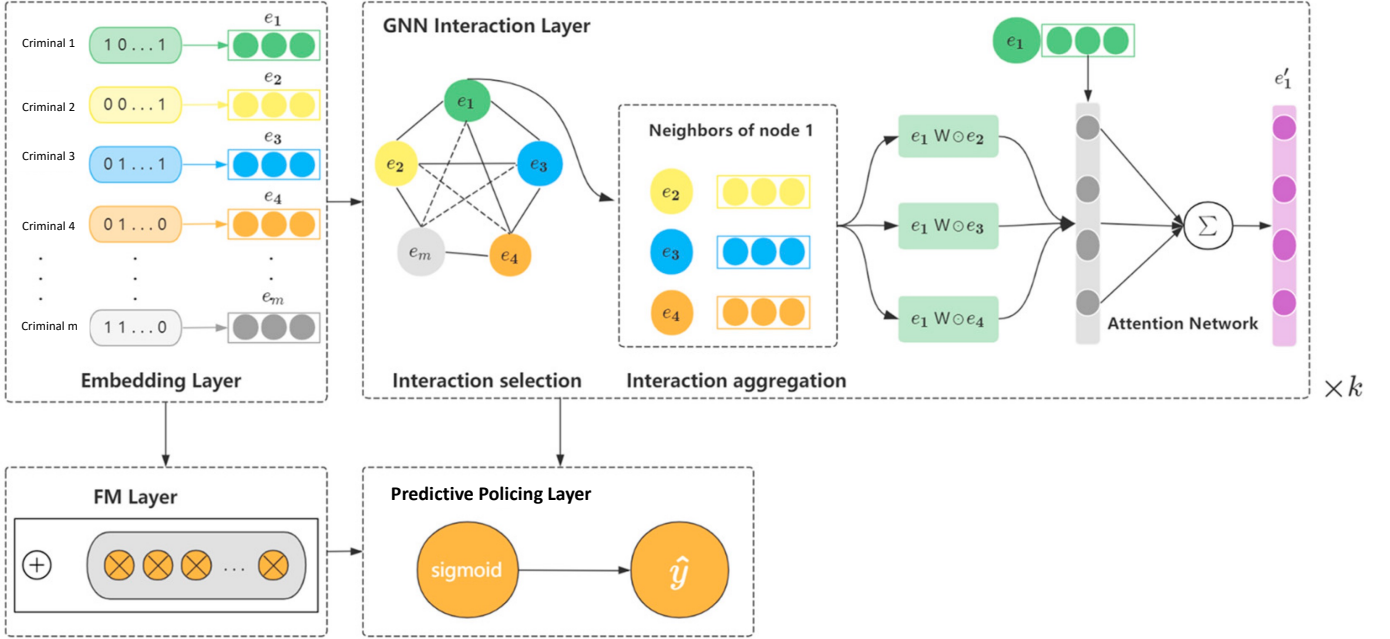 Criminal 1
1 0 . . . 1
e₁
Criminal 2
0 0 . . . 1
e₂
Criminal 3
0 1 . . . 1
e₃
Criminal 4
0 1 . . . 0
e₄
Criminal m
1 1 . . . 0
eₘ
Embedding Layer
GNN Interaction Layer
e₁
e₂
e₃
eₘ
e₄
Interaction selection
Neighbors of node 1
e₂
e₃
e₄
Interaction aggregation
e₁ W⊙e₂
e₁ W⊙e₃
e₁ W⊙e₄
e₁
Attention Network
Σ
e′₁
×k
FM Layer
+
. . .
Predictive Policing Layer
sigmoid
ŷ